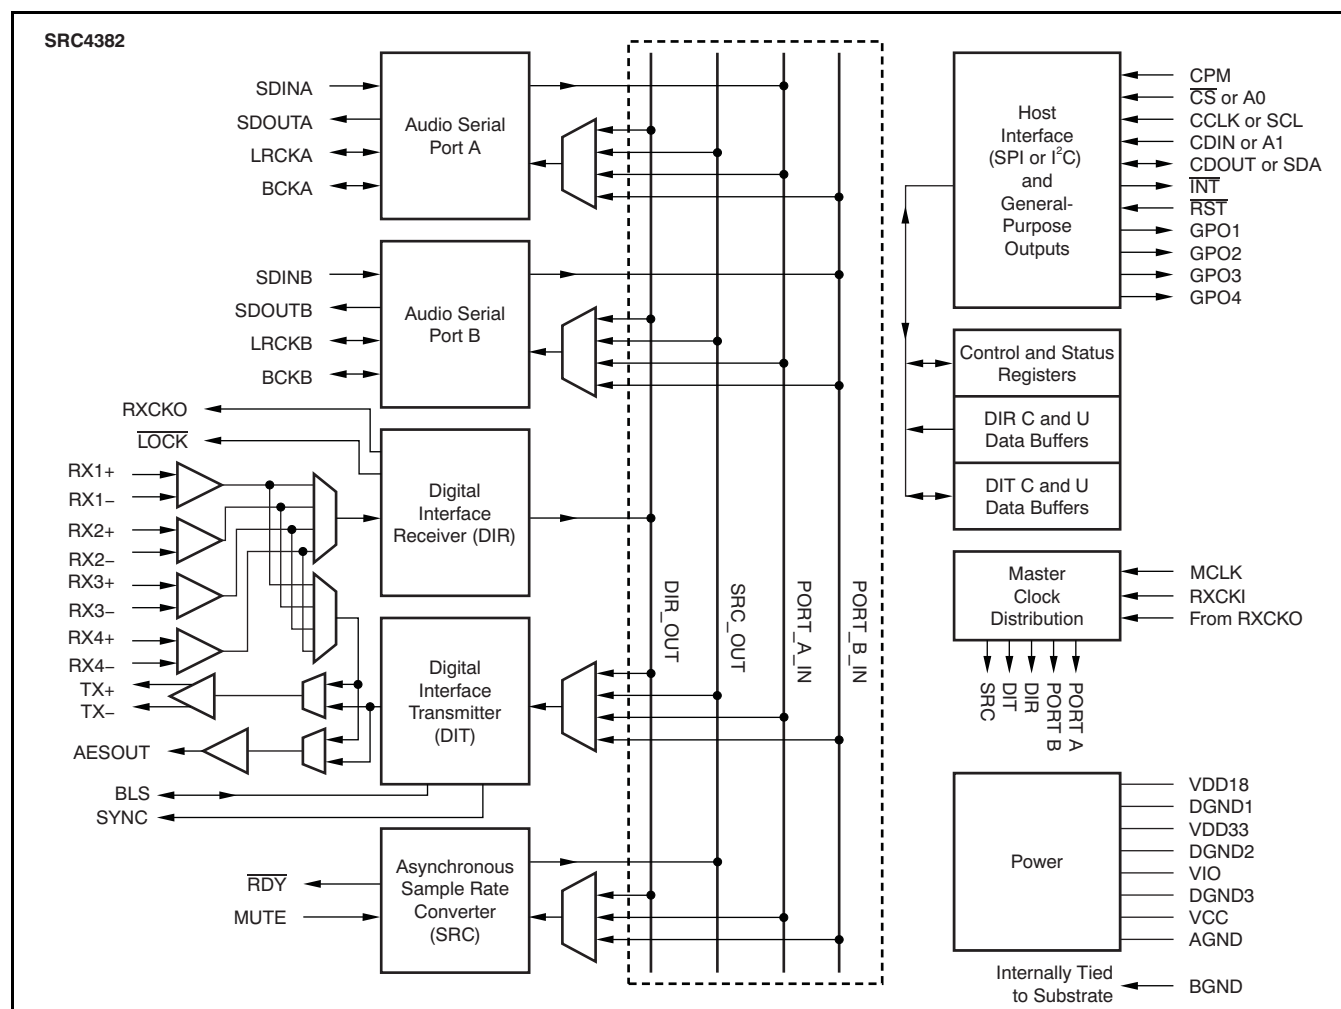 SRC4382
SDINA
SDOUTA
LRCKA
BCKA
Audio Serial
Port A
SDINB
SDOUTB
LRCKB
BCKB
Audio Serial
Port B
RXCKO
LOCK
RX1+
RX1−
RX2+
RX2−
RX3+
RX3−
RX4+
RX4−
Digital
Interface
Receiver (DIR)
TX+
TX−
AESOUT
BLS
SYNC
Digital
Interface
Transmitter
(DIT)
RDY
MUTE
Asynchronous
Sample Rate
Converter
(SRC)
DIR_OUT
SRC_OUT
PORT_A_IN
PORT_B_IN
Host
Interface
(SPI or I²C)
and
General-
Purpose
Outputs
CPM
CS or A0
CCLK or SCL
CDIN or A1
CDOUT or SDA
INT
RST
GPO1
GPO2
GPO3
GPO4
Control and Status
Registers
DIR C and U
Data Buffers
DIT C and U
Data Buffers
Master
Clock
Distribution
MCLK
RXCKI
From RXCKO
SRC
DIT
DIR
PORT B
PORT A
Power
VDD18
DGND1
VDD33
DGND2
VIO
DGND3
VCC
AGND
Internally Tied
to Substrate
BGND